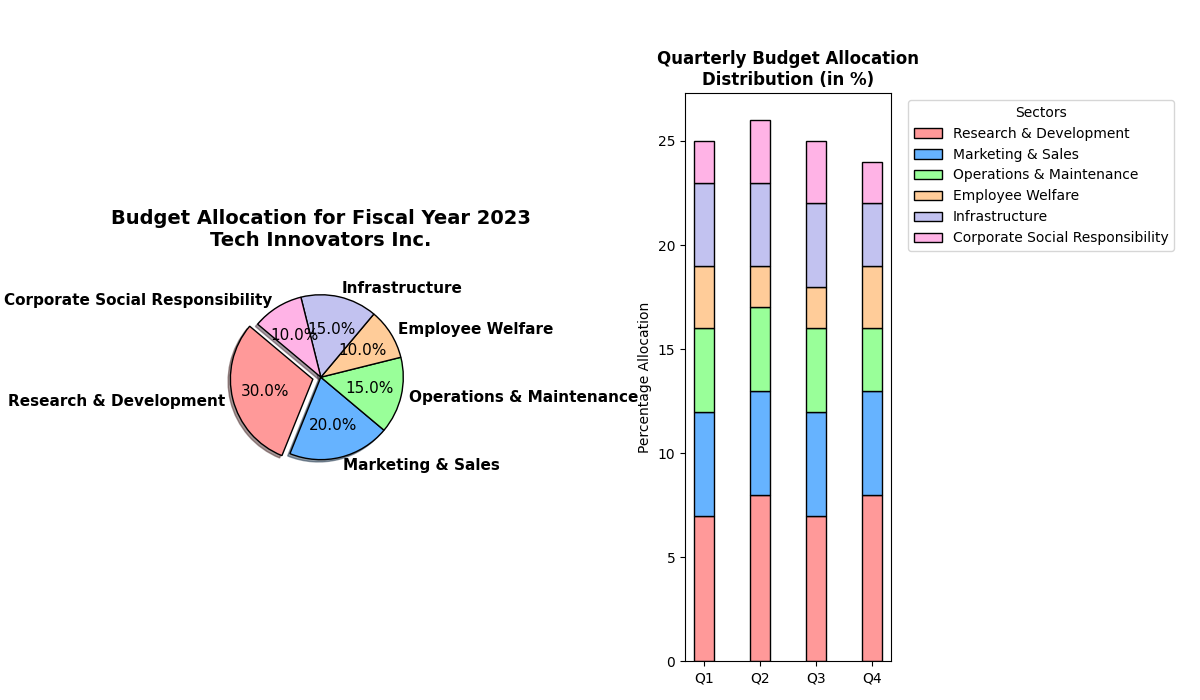 Budget Allocation for Fiscal Year 2023
Tech Innovators Inc.
Corporate Social Responsibility
Infrastructure
Employee Welfare
Operations & Maintenance
Marketing & Sales
Research & Development
10.0%
15.0%
10.0%
15.0%
20.0%
30.0%
Quarterly Budget Allocation
Distribution (in %)
Percentage Allocation
25
20
15
10
5
0
Q1 Q2 Q3 Q4
Sectors
Research & Development
Marketing & Sales
Operations & Maintenance
Employee Welfare
Infrastructure
Corporate Social Responsibility